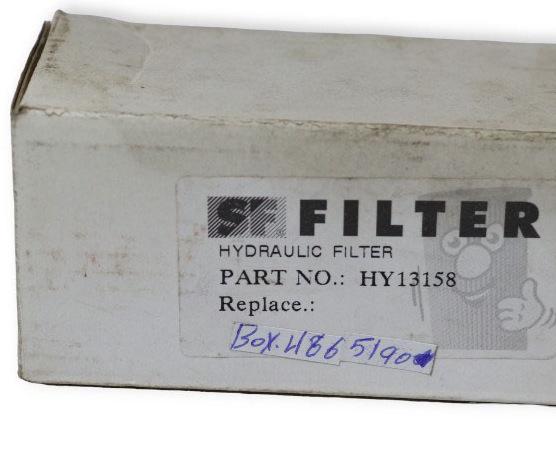 SF. FILTER
HYDRAULIC FILTER
PART NO.: HY13158
Replace.:
BOX.486 5190